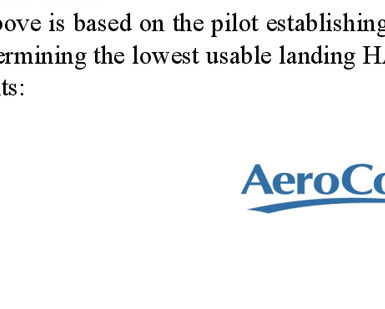 ove is based on the pilot establishing
ermining the lowest usable landing HA
ts:
AeroCo